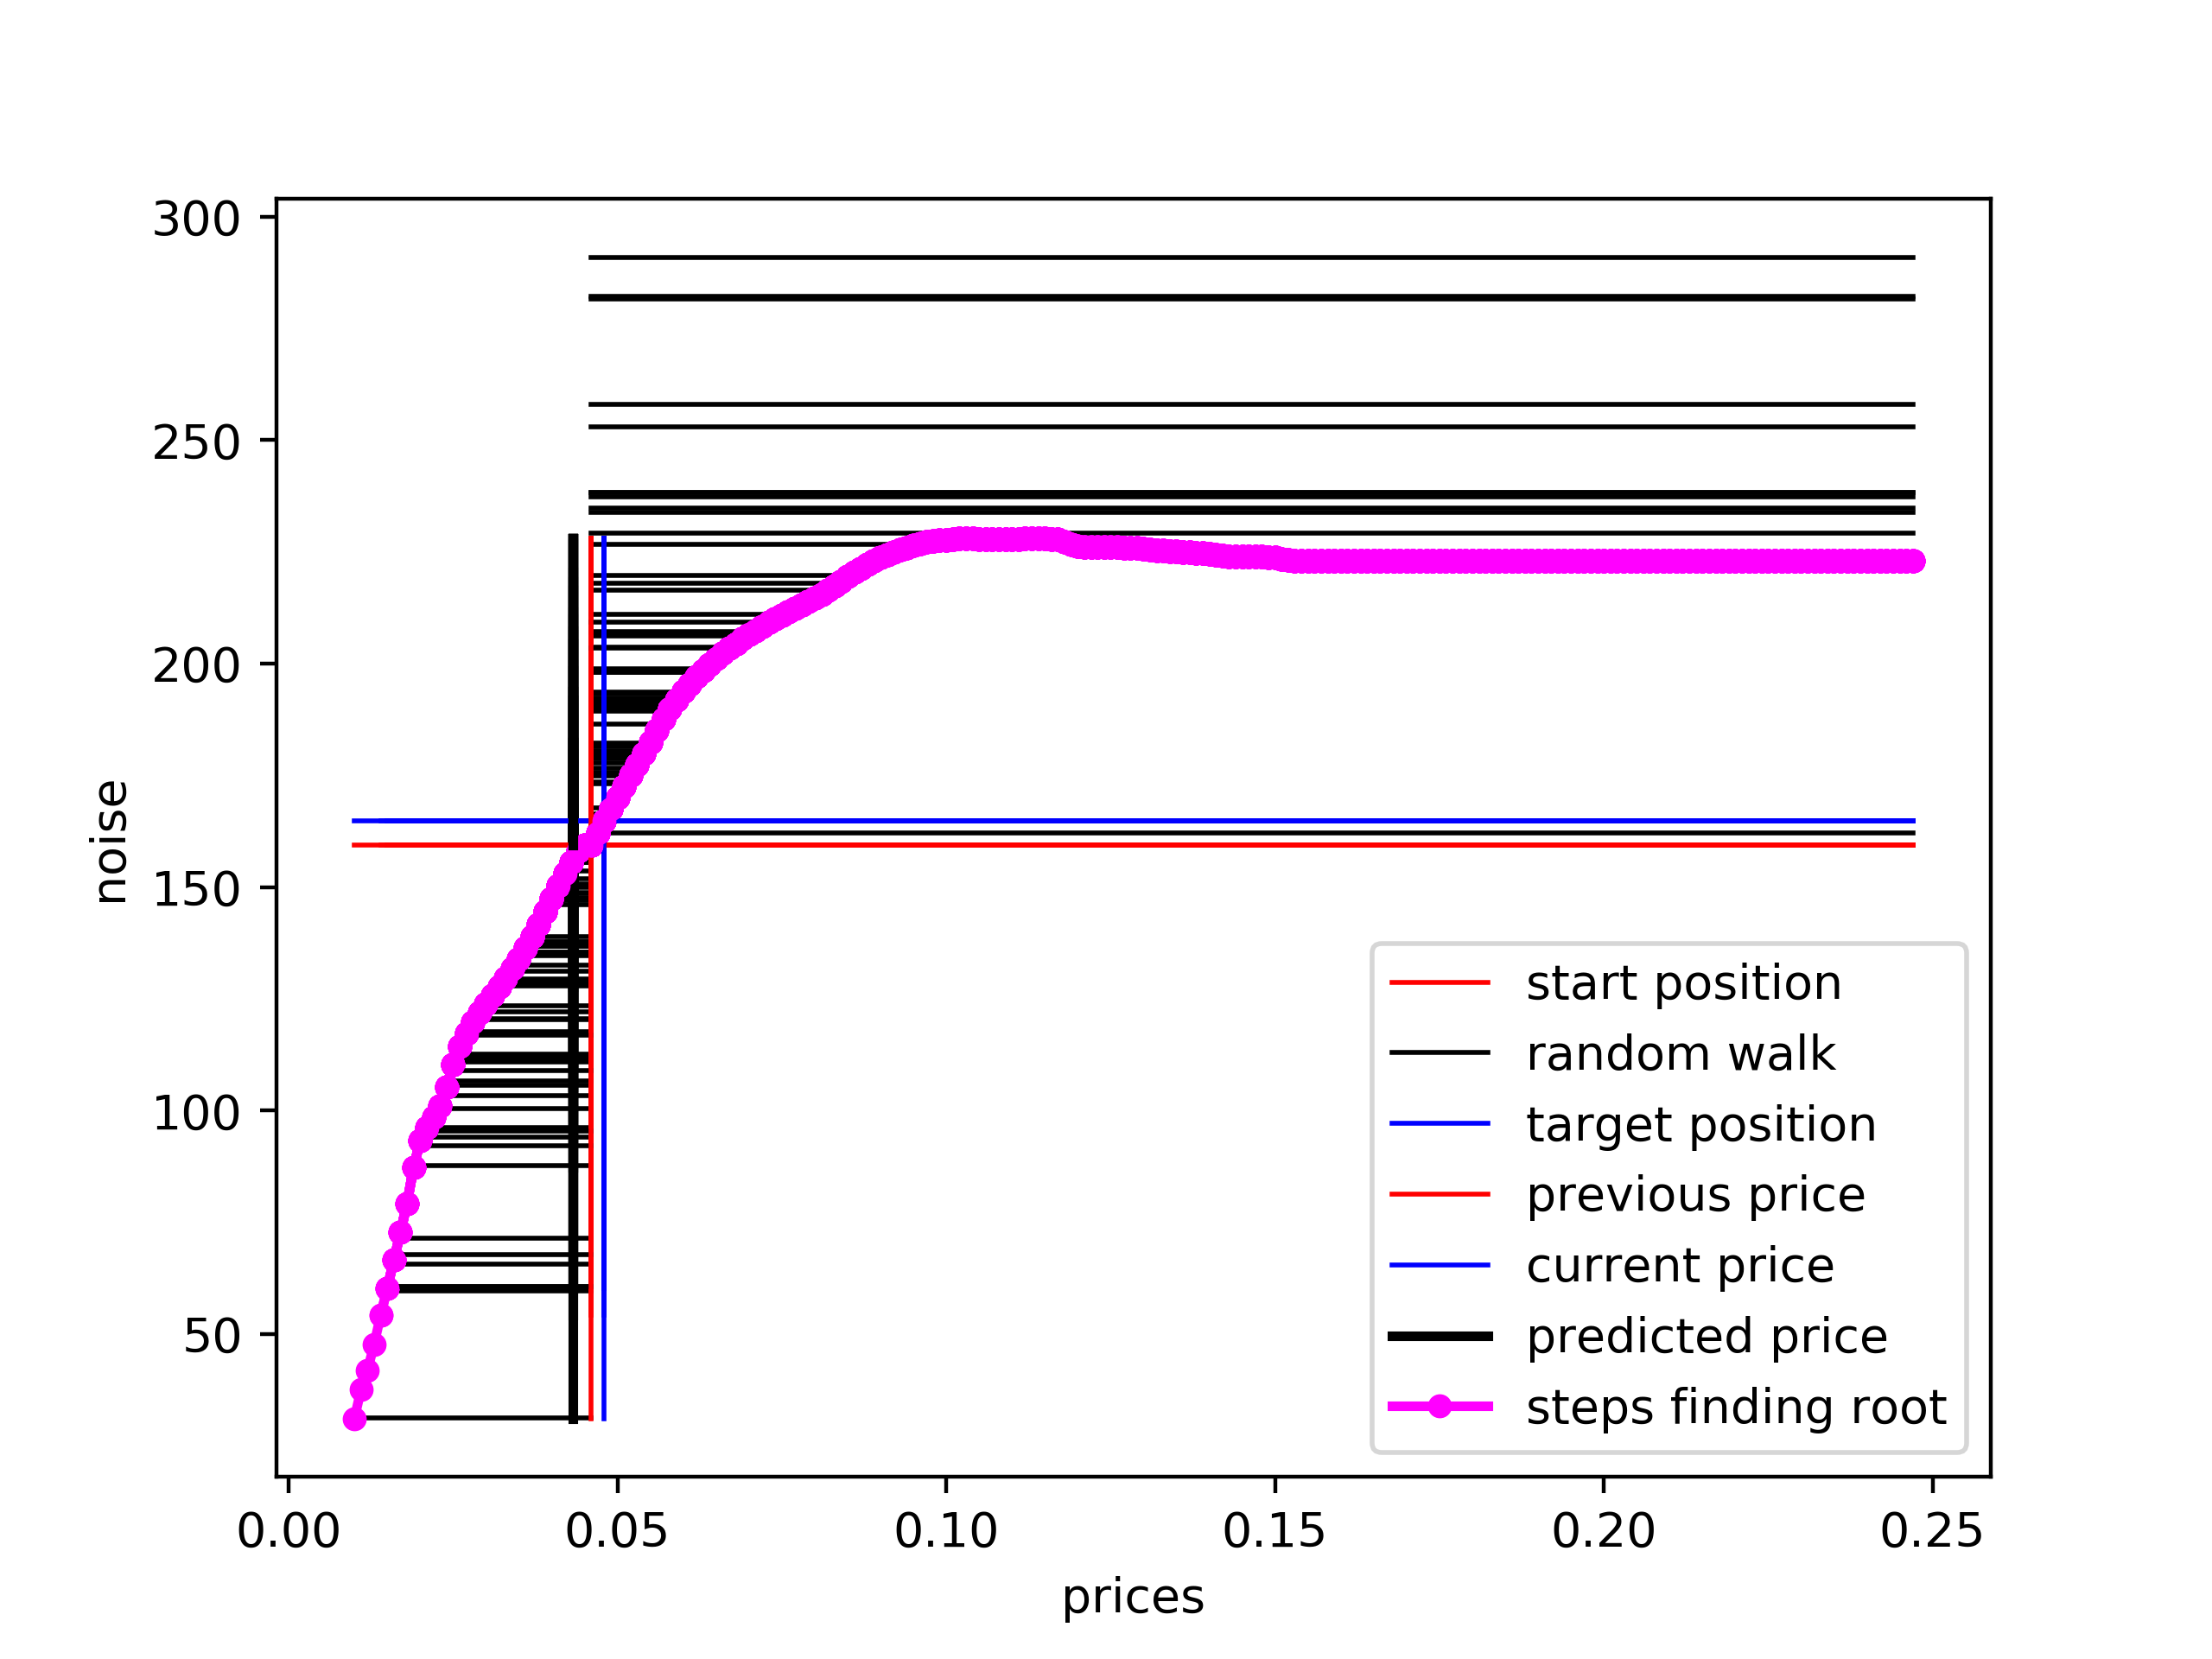 300
250
200
150
100
50
noise
start position
random walk
target position
previous price
current price
predicted price
steps finding root
0.00 0.05 0.10 0.15 0.20 0.25
prices